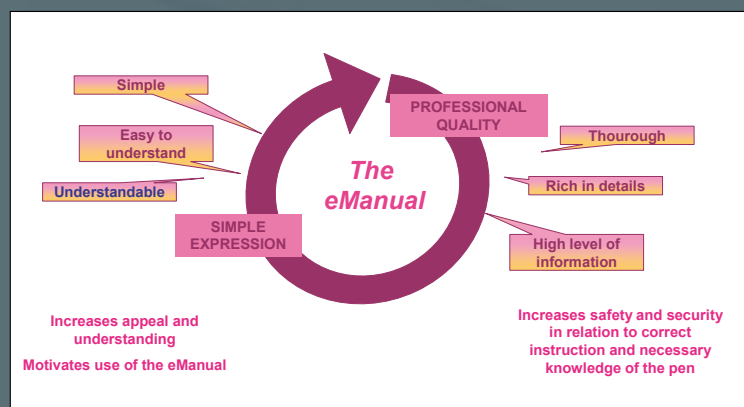 Simple
Easy to
understand
Understandable
SIMPLE
EXPRESSION
The
eManual
PROFESSIONAL
QUALITY
Thourough
Rich in details
High level of
information
Increases appeal and
understanding
Motivates use of the eManual
Increases safety and security
in relation to correct
instruction and necessary
knowledge of the pen